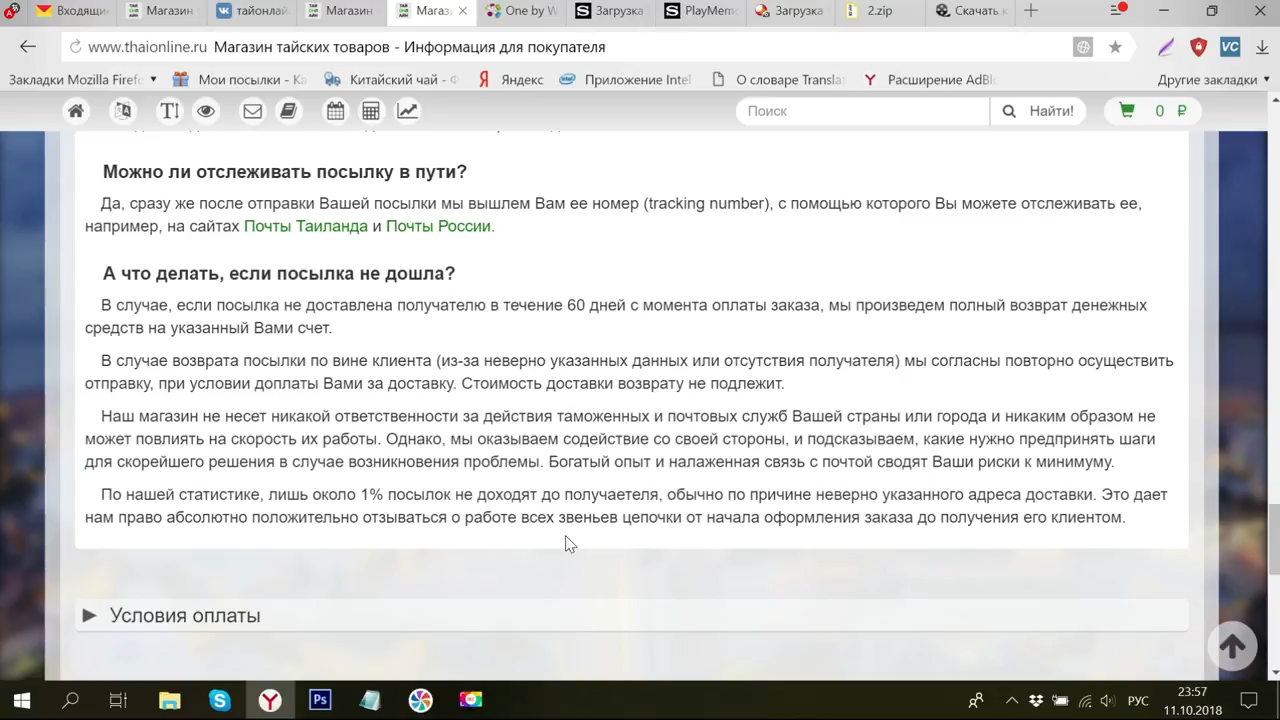 Входящи
Магазин
тайонлай
Магазин
Магаз
One by W
Загрузка
PlayMem
Загрузка
2.zip
Скачать к
www.thaionline.ru Магазин тайских товаров - Информация для покупателя
Закладки Mozilla Firef
Мои посылки - Ка
Китайский чай - Ф
Яндекс
Приложение Intel
О словаре Transla
Расширение AdBl
Другие закладки
Поиск
Найти!
0 ₽
Можно ли отслеживать посылку в пути?
Да, сразу же после отправки Вашей посылки мы вышлем Вам ее номер (tracking number), с помощью которого Вы можете отслеживать ее,
например, на сайтах Почты Таиланда и Почты России.
А что делать, если посылка не дошла?
В случае, если посылка не доставлена получателю в течение 60 дней с момента оплаты заказа, мы произведем полный возврат денежных
средств на указанный Вами счет.
В случае возврата посылки по вине клиента (из-за неверно указанных данных или отсутствия получателя) мы согласны повторно осуществить
отправку, при условии доплаты Вами за доставку. Стоимость доставки возврату не подлежит.
Наш магазин не несет никакой ответственности за действия таможенных и почтовых служб Вашей страны или города и никаким образом не
может повлиять на скорость их работы. Однако, мы оказываем содействие со своей стороны, и подсказываем, какие нужно предпринять шаги
для скорейшего решения в случае возникновения проблемы. Богатый опыт и налаженная связь с почтой сводят Ваши риски к минимуму.
По нашей статистике, лишь около 1% посылок не доходят до получаетеля, обычно по причине неверно указанного адреса доставки. Это дает
нам право абсолютно положительно отзываться о работе всех звеньев цепочки от начала оформления заказа до получения его клиентом.
Условия оплаты
РУС
23:57
11.10.2018